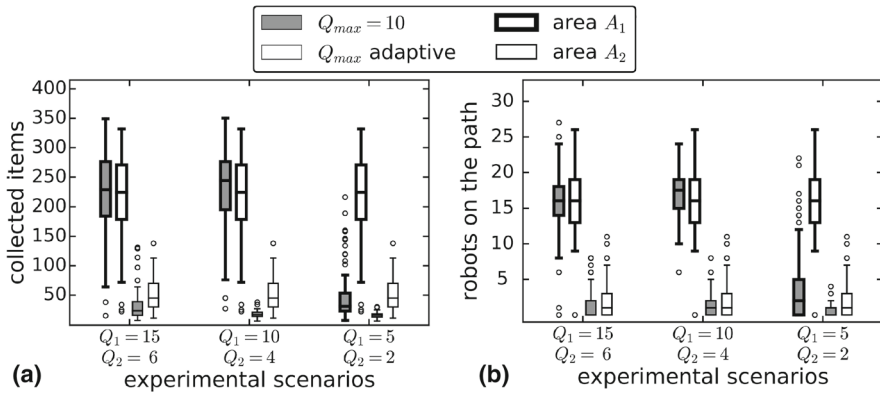 Q_max = 10
Q_max adaptive
area A_1
area A_2
400
350
300
250
200
150
100
50
collected items
Q_1 = 15
Q_2 = 6
Q_1 = 10
Q_2 = 4
Q_1 = 5
Q_2 = 2
experimental scenarios
(a)
30
25
20
15
10
5
robots on the path
Q_1 = 15
Q_2 = 6
Q_1 = 10
Q_2 = 4
Q_1 = 5
Q_2 = 2
experimental scenarios
(b)